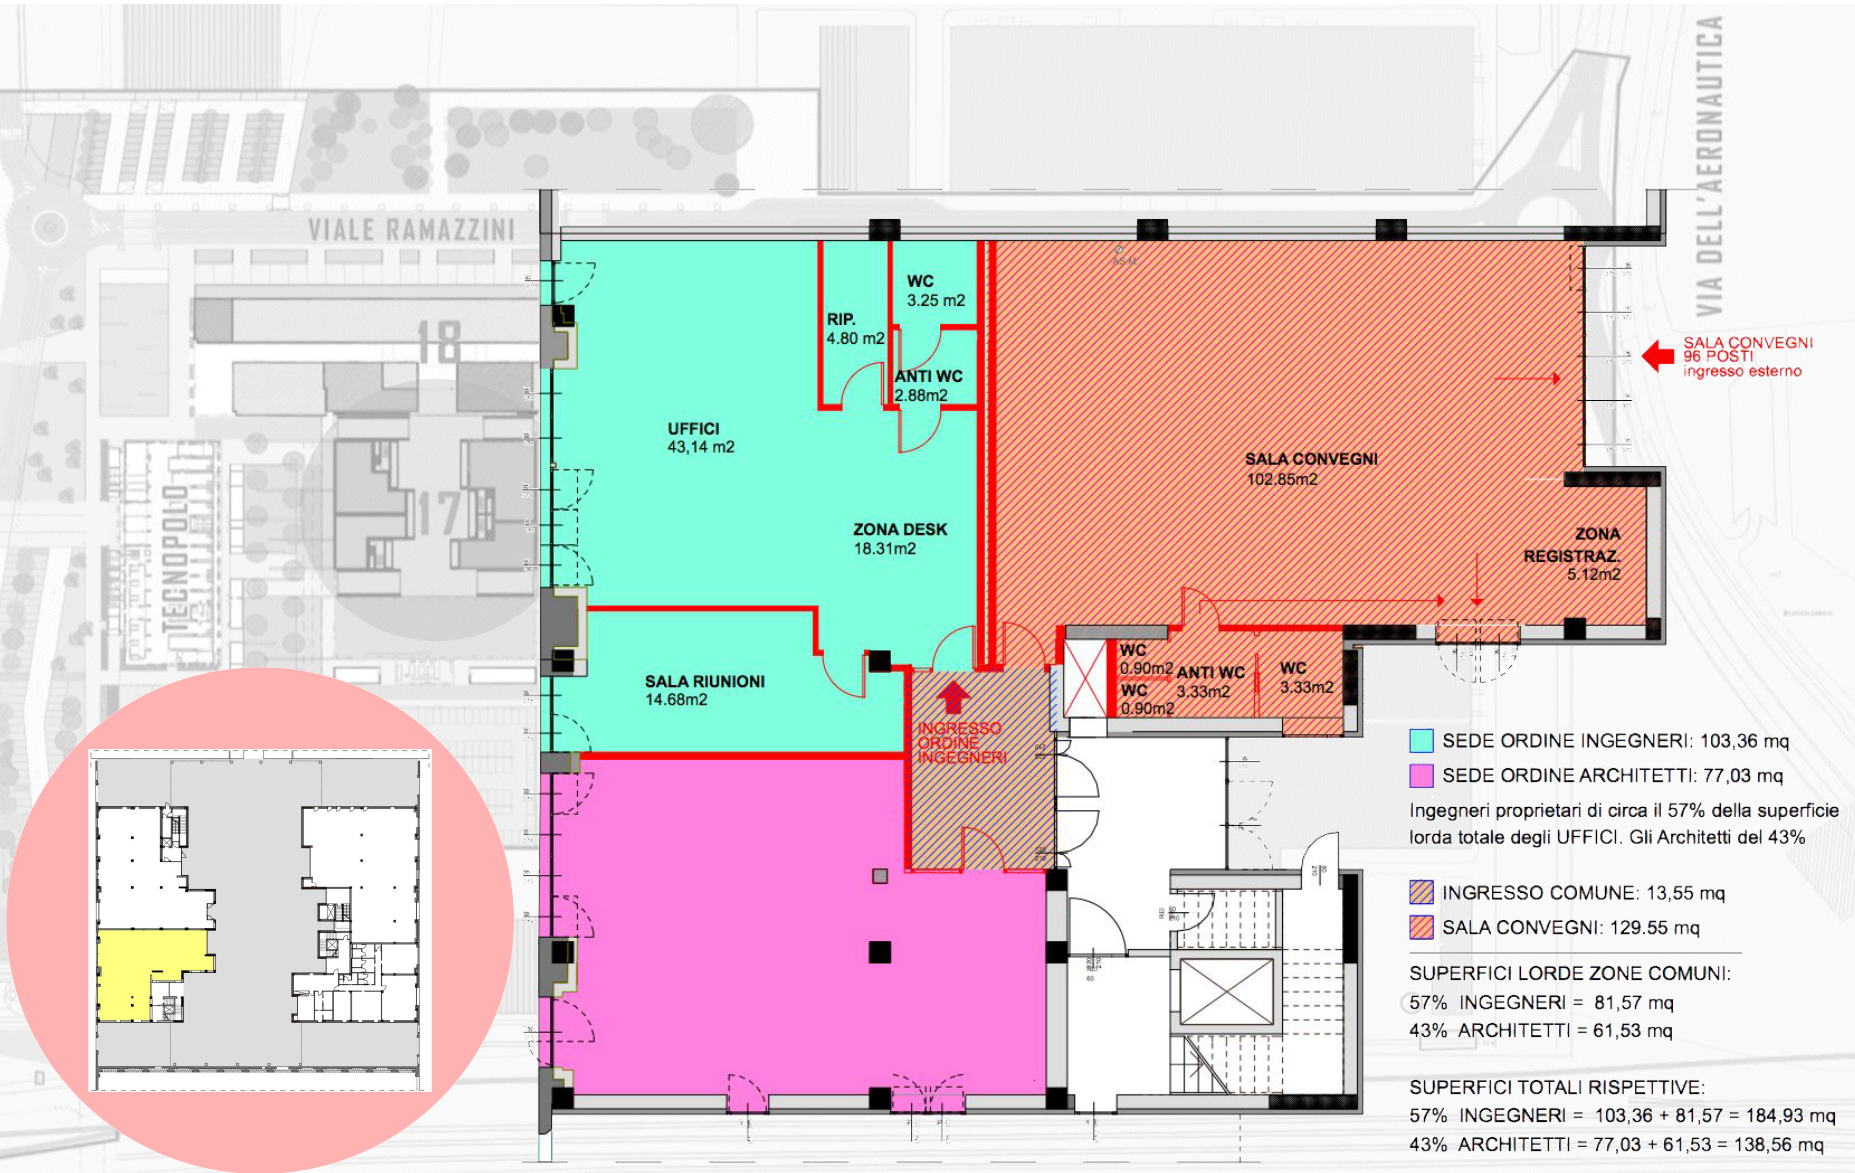 VIA DELL'AERONAUTICA
VIALE RAMAZZINI
18
17
TECNOPOLO
WC
3.25 m2
RIP.
4.80 m2
ANTI WC
2.88m2
UFFICI
43,14 m2
ZONA DESK
18.31m2
SALA RIUNIONI
14.68m2
SALA CONVEGNI
102.85m2
ZONA
REGISTRAZ.
5.12m2
WC
0.90m2
WC
0.90m2
ANTI WC
3.33m2
WC
3.33m2
INGRESSO
ORDINE
INGEGNERI
SALA CONVEGNI
96 POSTI
ingresso esterno
SEDE ORDINE INGEGNERI: 103,36 mq
SEDE ORDINE ARCHITETTI: 77,03 mq
Ingegneri proprietari di circa il 57% della superficie
lorda totale degli UFFICI. Gli Architetti del 43%
INGRESSO COMUNE: 13,55 mq
SALA CONVEGNI: 129.55 mq
SUPERFICI LORDE ZONE COMUNI:
57% INGEGNERI = 81,57 mq
43% ARCHITETTI = 61,53 mq
SUPERFICI TOTALI RISPETTIVE:
57% INGEGNERI = 103,36 + 81,57 = 184,93 mq
43% ARCHITETTI = 77,03 + 61,53 = 138,56 mq